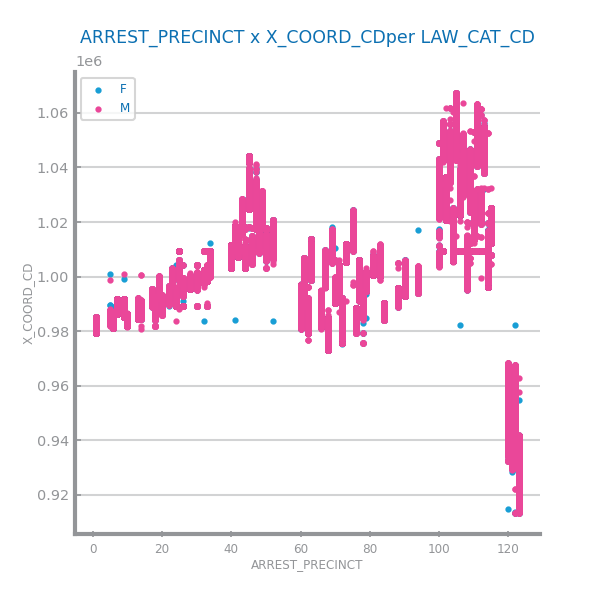 ARREST_PRECINCT x X_COORD_CDper LAW_CAT_CD
1e6
F
M
1.06
1.04
1.02
1.00
0.98
0.96
0.94
0.92
X_COORD_CD
0 20 40 60 80 100 120
ARREST_PRECINCT